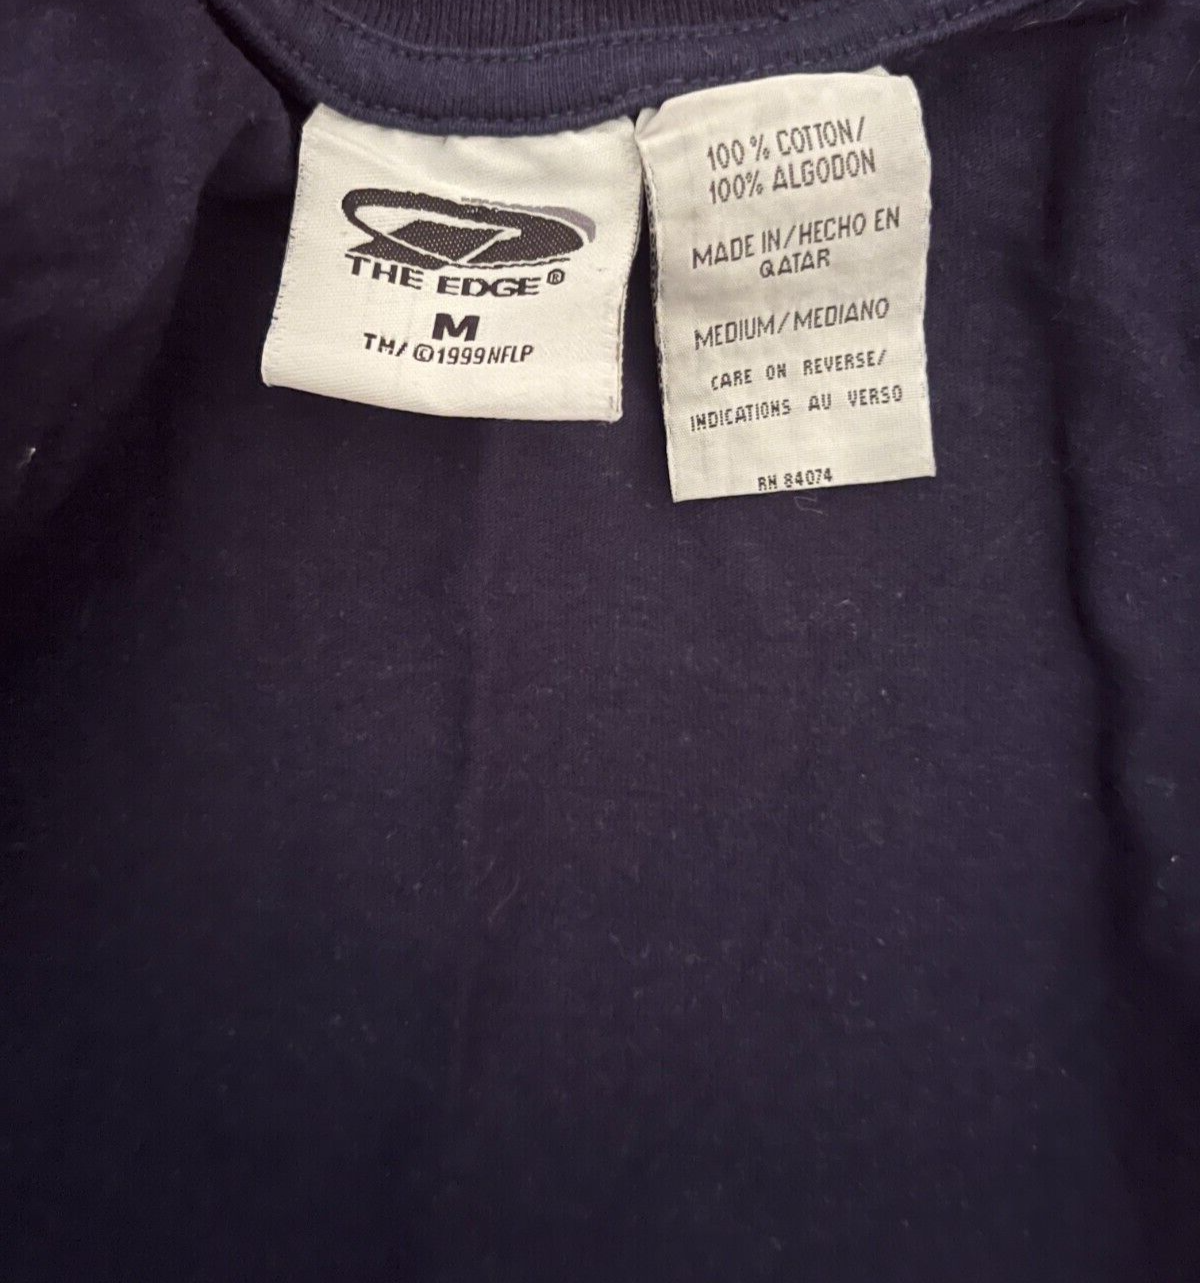 THE EDGE®
M
TM/ ©1999NFLP
100 % COTTON/
100% ALGODON
MADE IN/HECHO EN
QATAR
MEDIUM/MEDIANO
CARE ON REVERSE/
INDICATIONS AU VERSO
RN 84074